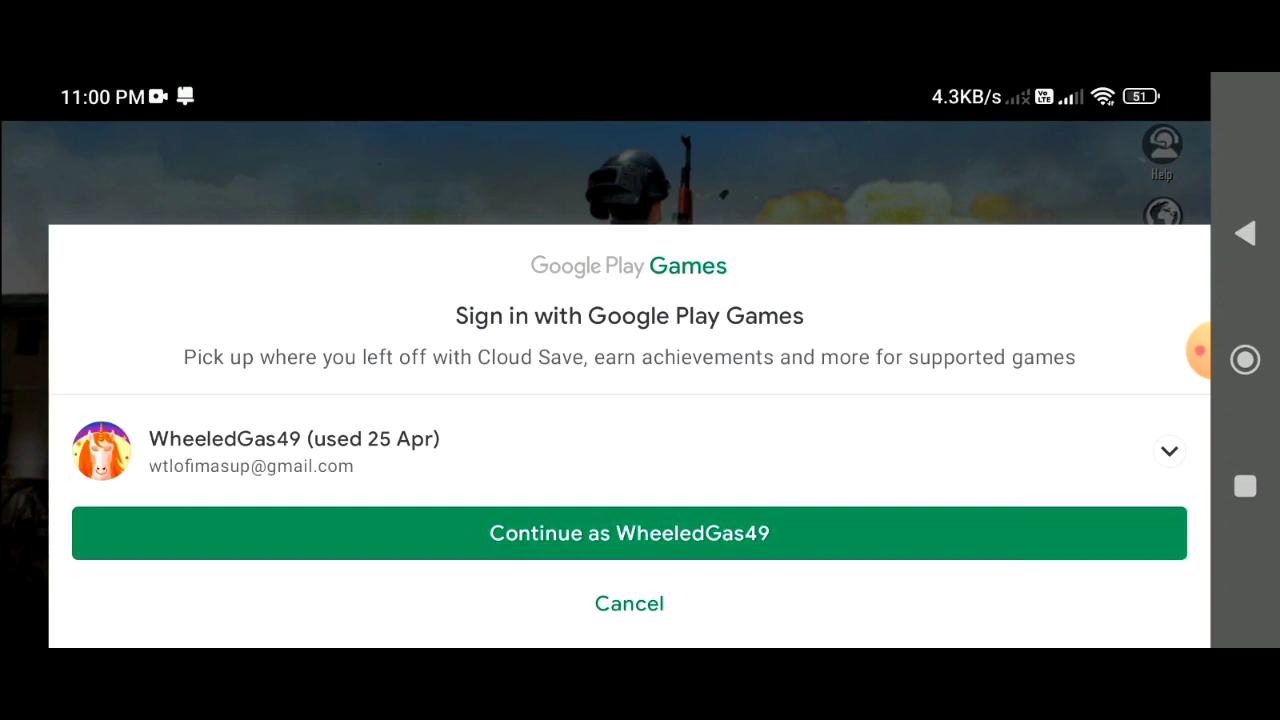 11:00 PM
4.3KB/s
Vo LTE
51
Help
Google Play Games
Sign in with Google Play Games
Pick up where you left off with Cloud Save, earn achievements and more for supported games
WheeledGas49 (used 25 Apr)
wtlofimasup@gmail.com
Continue as WheeledGas49
Cancel